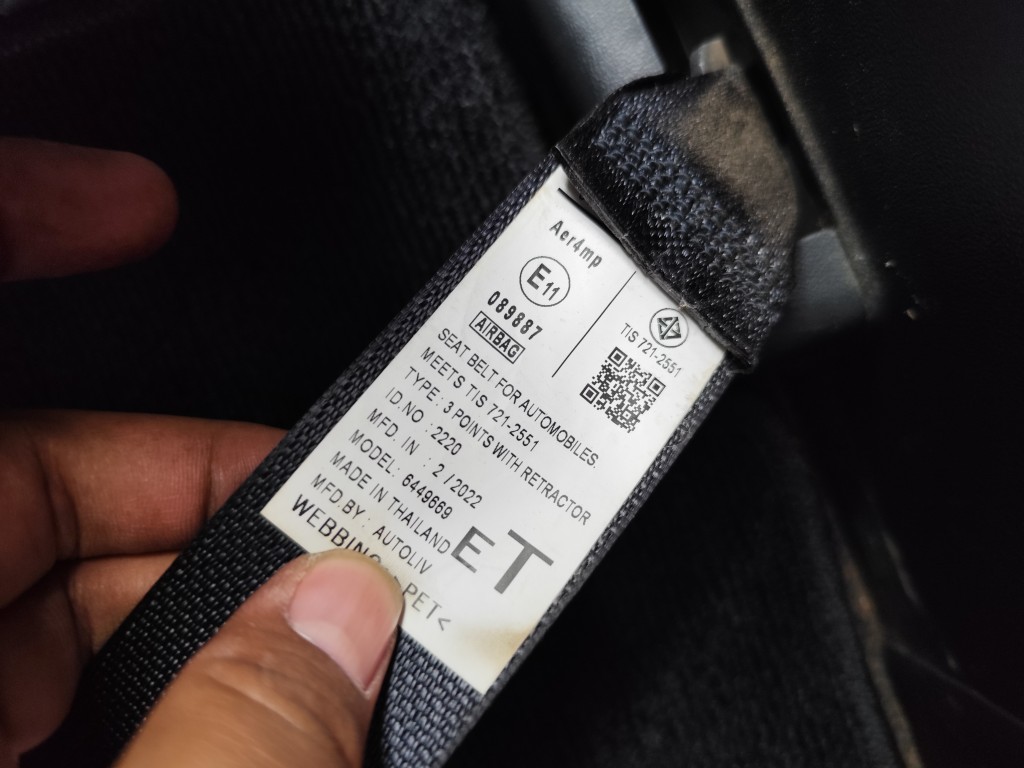 Aer4mp
E11
089887
AIRBAG
TIS 721-2551
SEAT BELT FOR AUTOMOBILES.
MEETS TIS 721-2551
TYPE: 3 POINTS WITH RETRACTOR
ID.NO : 2220
MFD. IN : 2 / 2022
MODEL: 6449669
MADE IN THAILAND
MFD.BY: AUTOLIV
ET
PET<